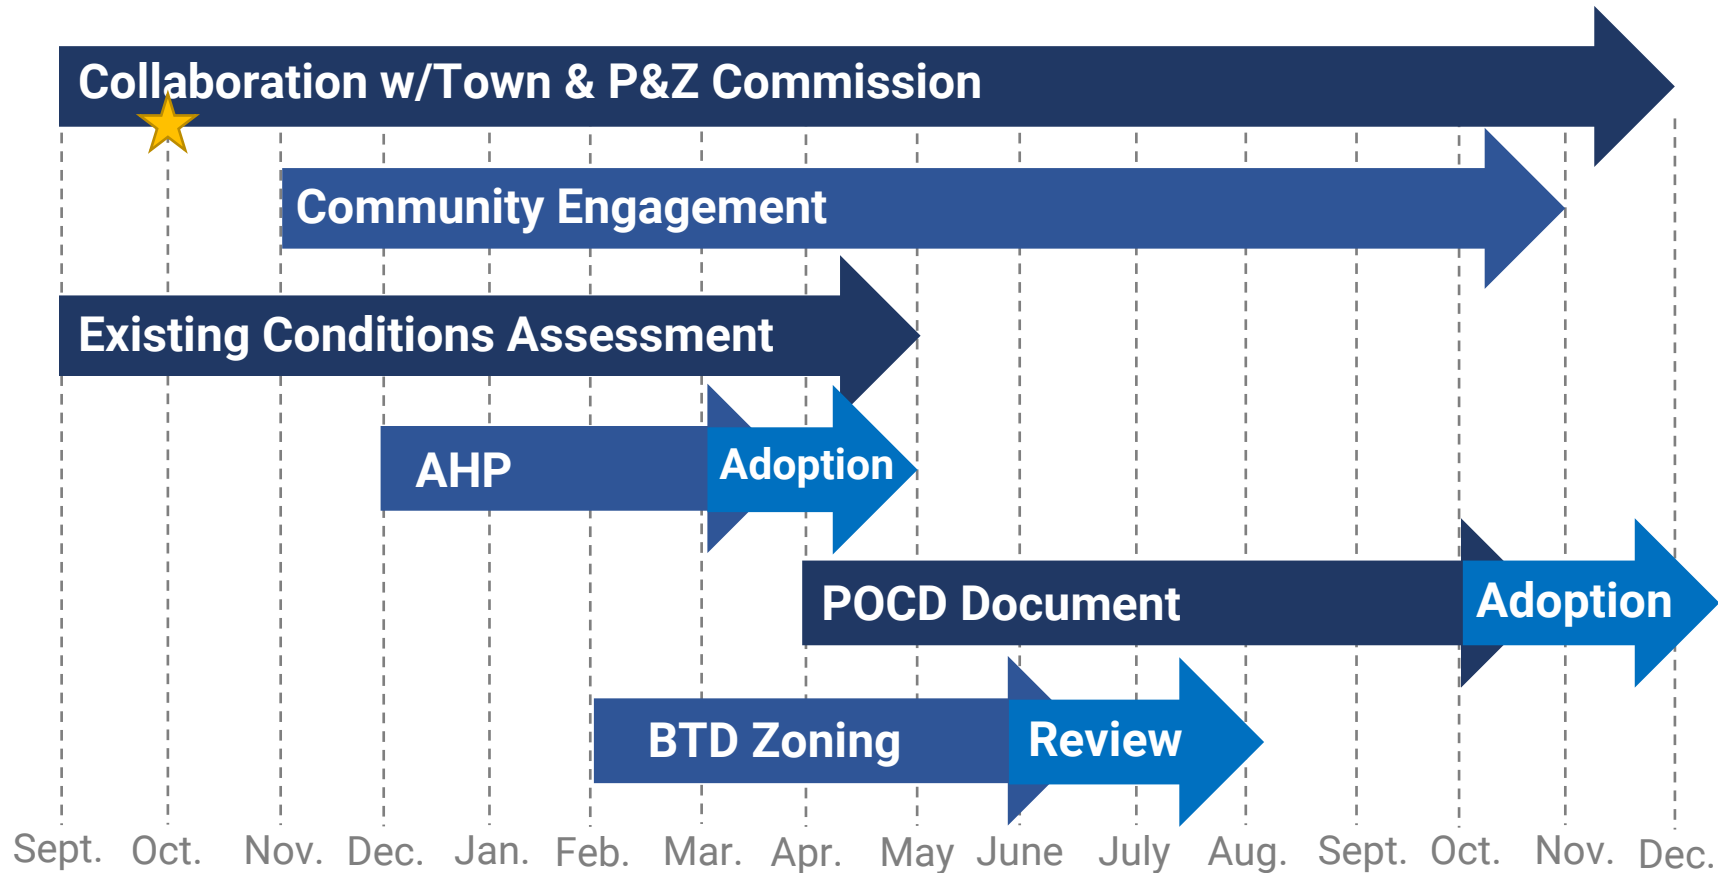 Collaboration w/Town & P&Z Commission
Community Engagement
Existing Conditions Assessment
AHP
Adoption
POCD Document
Adoption
BTD Zoning
Review
Sept. Oct. Nov. Dec. Jan. Feb. Mar. Apr. May June July Aug. Sept. Oct. Nov. Dec.